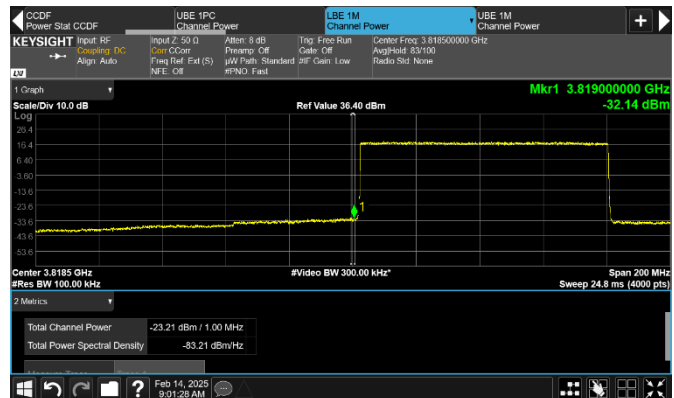 CCDF
Power Stat CCDF
UBE 1PC
Channel Power
LBE 1M
Channel Power
UBE 1M
Channel Power
KEYSIGHT
Input: RF
Coupling: DC
Align: Auto
Input Z: 50 Ω
Corr CCorr
Freq Ref: Ext (S)
NFE: Off
Atten: 8 dB
Preamp: Off
µW Path: Standard
#PNO: Fast
Trig: Free Run
Gate: Off
#IF Gain: Low
Center Freq: 3.818500000 GHz
Avg|Hold: 83/100
Radio Std: None
LXI
1 Graph
Mkr1 3.819000000 GHz
Scale/Div 10.0 dB
Ref Value 36.40 dBm
-32.14 dBm
Log
26.4
16.4
6.40
-3.60
-13.6
-23.6
-33.6
-43.6
-53.6
1
Center 3.8185 GHz
#Video BW 300.00 kHz*
Span 200 MHz
#Res BW 100.00 kHz
Sweep 24.8 ms (4000 pts)
2 Metrics
Total Channel Power
-23.21 dBm / 1.00 MHz
Total Power Spectral Density
-83.21 dBm/Hz
?
Feb 14, 2025
9:01:28 AM